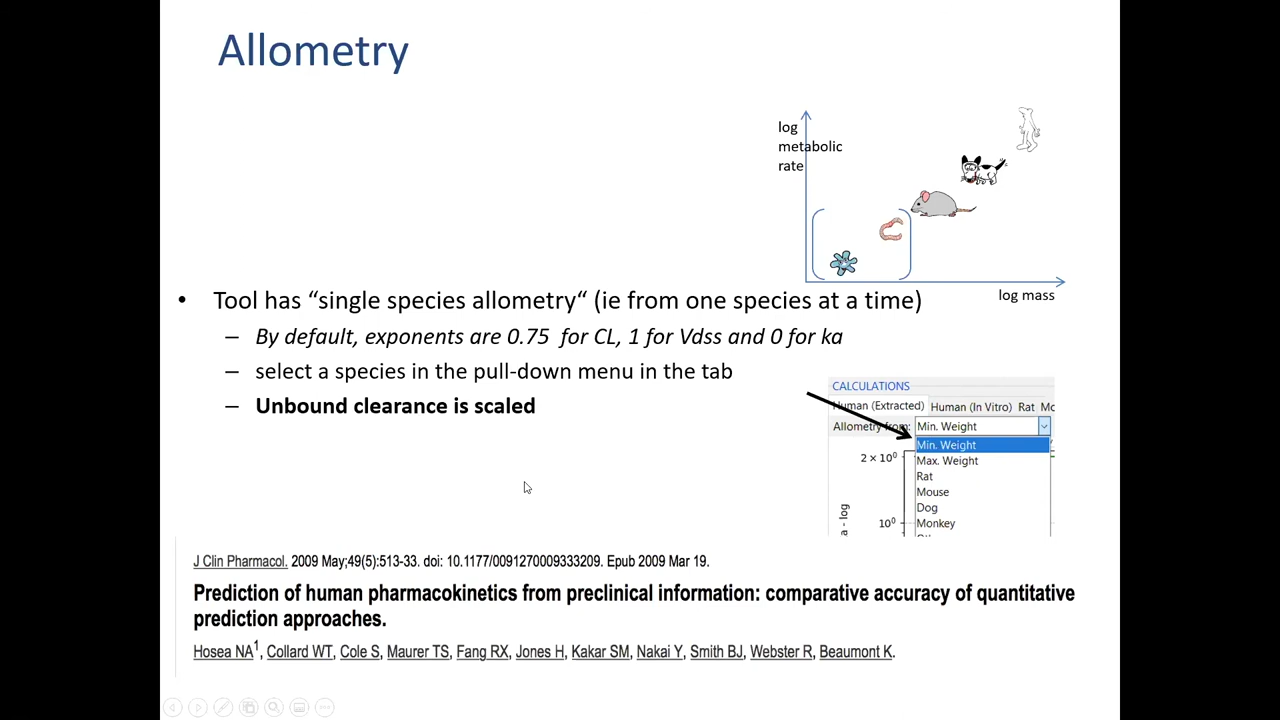 Allometry
log
metabolic
rate
log mass
• Tool has “single species allometry“ (ie from one species at a time)
– By default, exponents are 0.75 for CL, 1 for Vdss and 0 for ka
– select a species in the pull-down menu in the tab
– Unbound clearance is scaled
CALCULATIONS
Human (Extracted) Human (In Vitro) Rat Mc
Allometry from: Min. Weight
Min. Weight
Max. Weight
Rat
Mouse
Dog
Monkey
2 × 10⁰
10⁰
a - log
J Clin Pharmacol. 2009 May;49(5):513-33. doi: 10.1177/0091270009333209. Epub 2009 Mar 19.
Prediction of human pharmacokinetics from preclinical information: comparative accuracy of quantitative
prediction approaches.
Hosea NA¹, Collard WT, Cole S, Maurer TS, Fang RX, Jones H, Kakar SM, Nakai Y, Smith BJ, Webster R, Beaumont K.